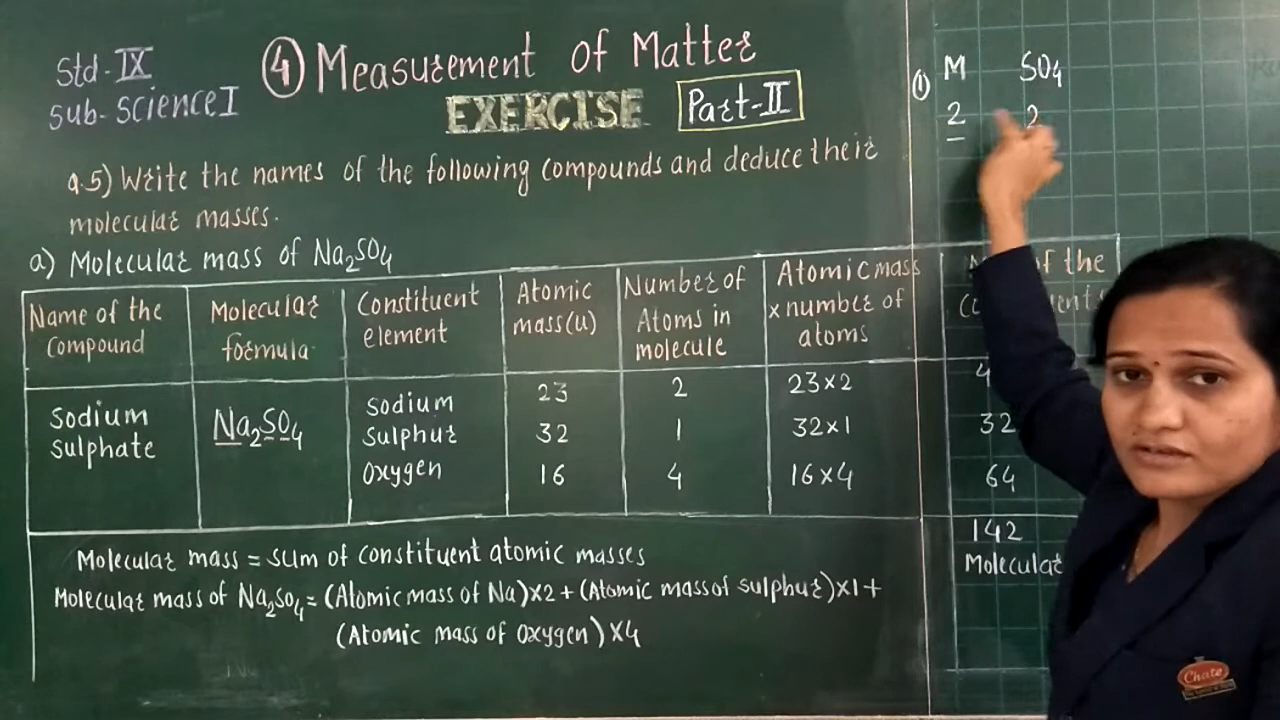 Std-IX
Sub-Science I
④ Measurement of Matter
EXERCISE Part-II
Q.5) Write the names of the following compounds and deduce their
molecular masses.
a) Molecular mass of Na₂SO₄
Name of the
compound
Molecular
formula
Constituent
element
Atomic
mass(u)
Number of
Atoms in
molecule
Atomic mass
x number of
atoms
of the
Sodium
sulphate
Na₂SO₄
Sodium 23 2 23×2 4
Sulphur 32 1 32×1 32
Oxygen 16 4 16×4 64
142
Molecular
Molecular mass = sum of constituent atomic masses
Molecular mass of Na₂SO₄ = (Atomic mass of Na)×2 + (Atomic mass of sulphur)×1 +
(Atomic mass of oxygen)×4
① M SO₄
2 2
Chate